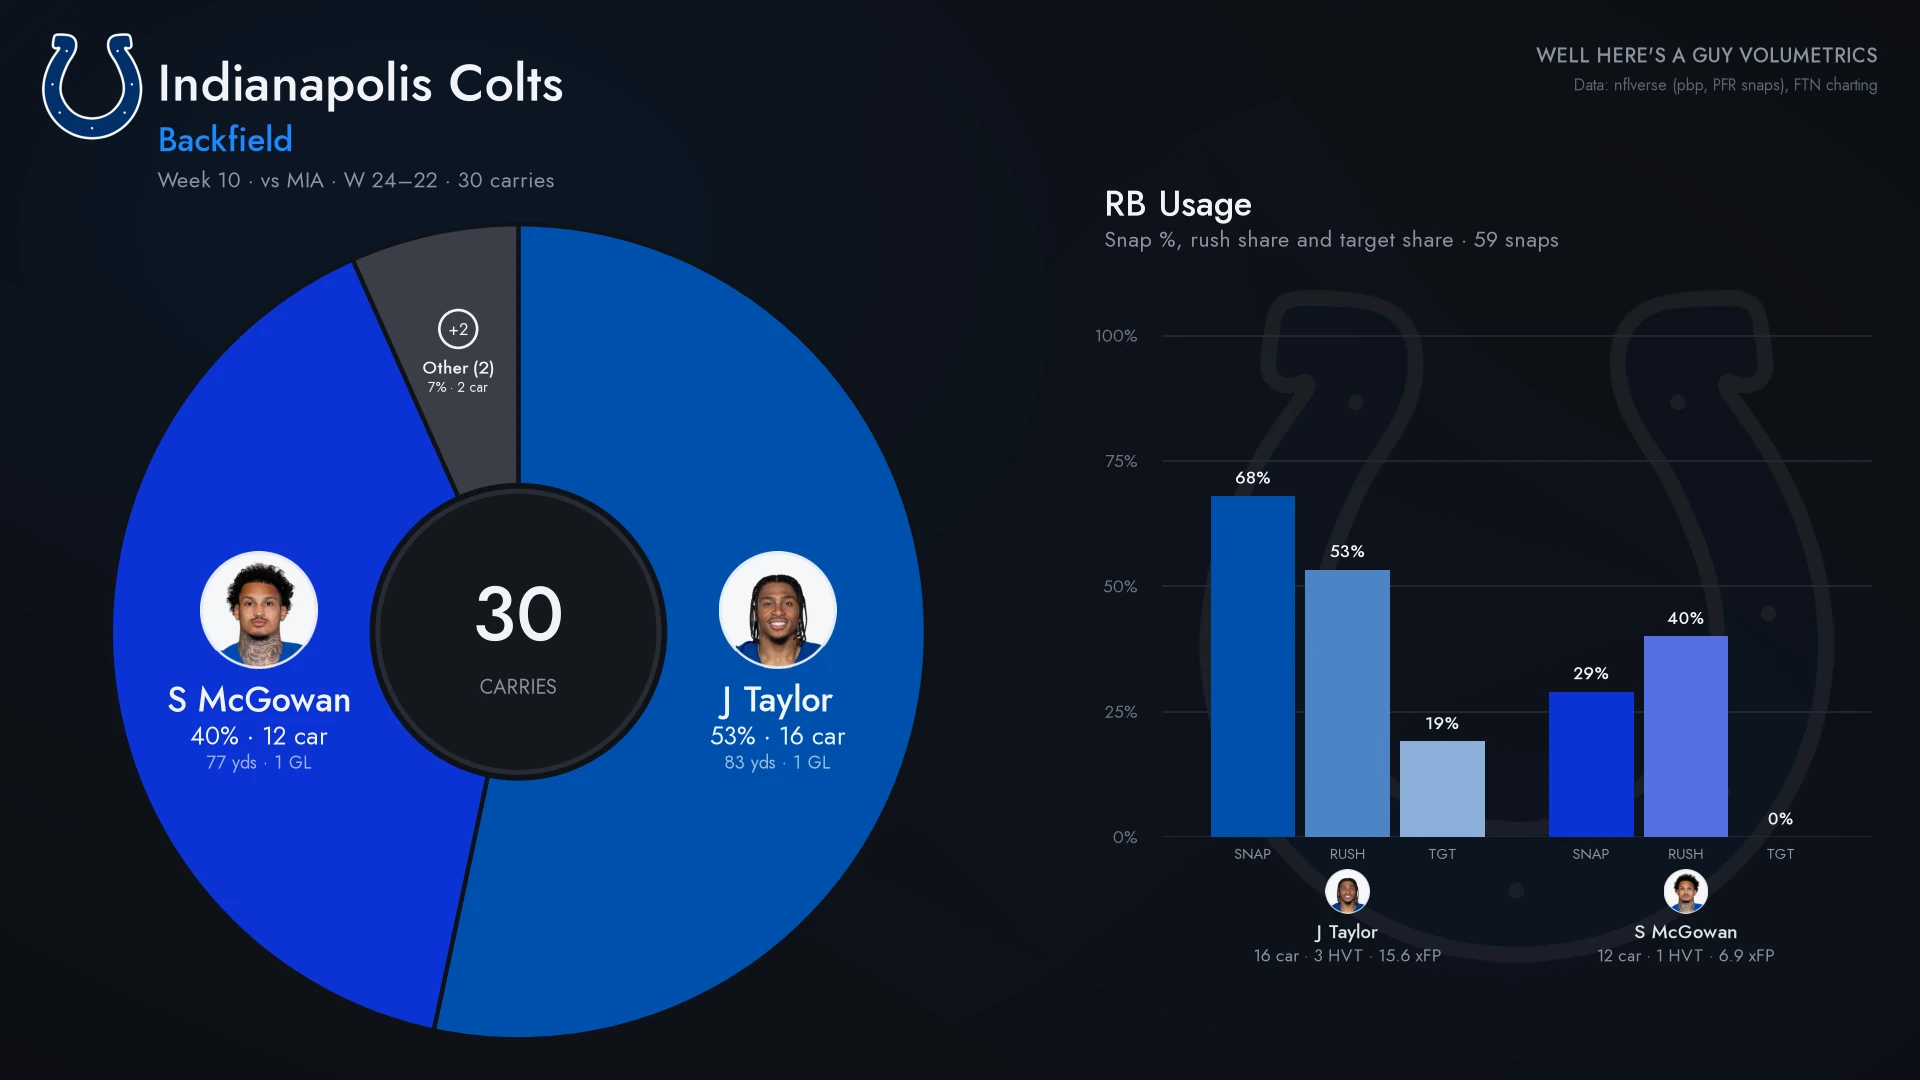 Indianapolis Colts
Backfield
Week 10 · vs MIA · W 24–22 · 30 carries
WELL HERE'S A GUY VOLUMETRICS
Data: nflverse (pbp, PFR snaps), FTN charting
+2
Other (2)
7% · 2 car
S McGowan
40% · 12 car
77 yds · 1 GL
30
CARRIES
J Taylor
53% · 16 car
83 yds · 1 GL
RB Usage
Snap %, rush share and target share · 59 snaps
100%
75%
50%
25%
0%
68%
53%
19%
29%
40%
0%
SNAP
RUSH
TGT
SNAP
RUSH
TGT
J Taylor
16 car · 3 HVT · 15.6 xFP
S McGowan
12 car · 1 HVT · 6.9 xFP